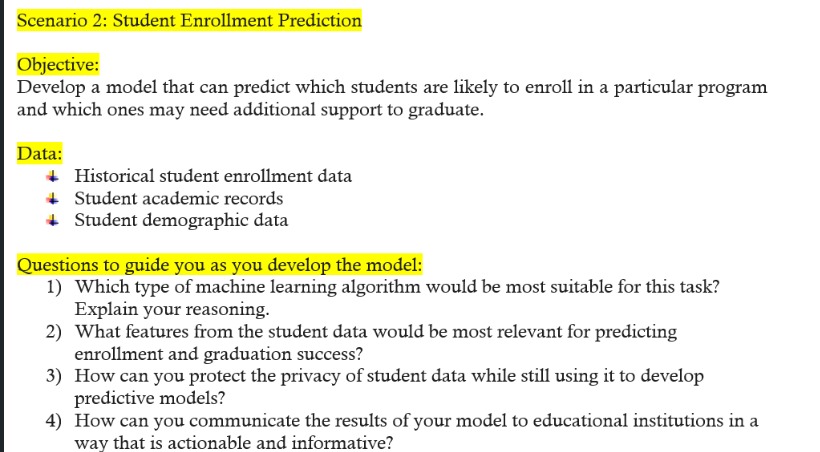 Scenario 2: Student Enrollment Prediction
Objective:
Develop a model that can predict which students are likely to enroll in a particular program
and which ones may need additional support to graduate.
Data:
Historical student enrollment data
Student academic records
Student demographic data
Questions to guide you as you develop the model:
1) Which type of machine learning algorithm would be most suitable for this task?
Explain your reasoning.
2) What features from the student data would be most relevant for predicting
enrollment and graduation success?
3) How can you protect the privacy of student data while still using it to develop
predictive models?
4) How can you communicate the results of your model to educational institutions in a
way that is actionable and informative?